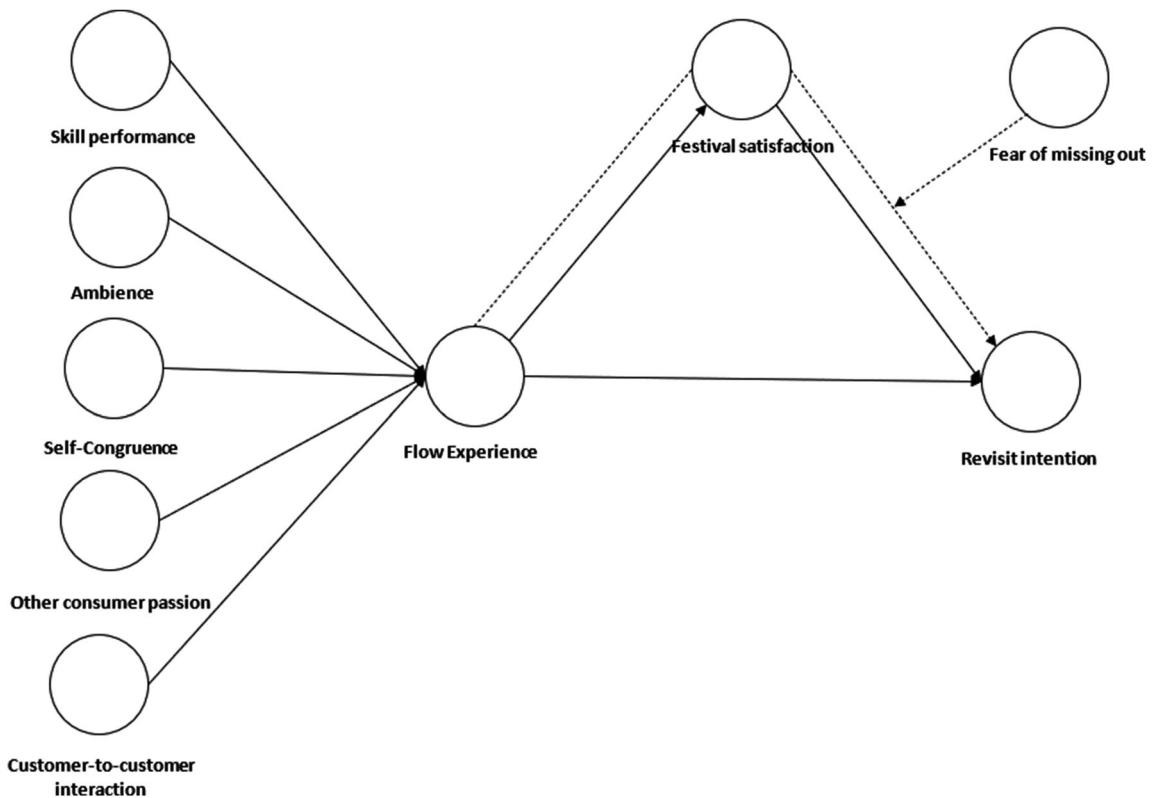 Skill performance
Ambience
Self-Congruence
Other consumer passion
Customer-to-customer
interaction
Flow Experience
Festival satisfaction
Fear of missing out
Revisit intention